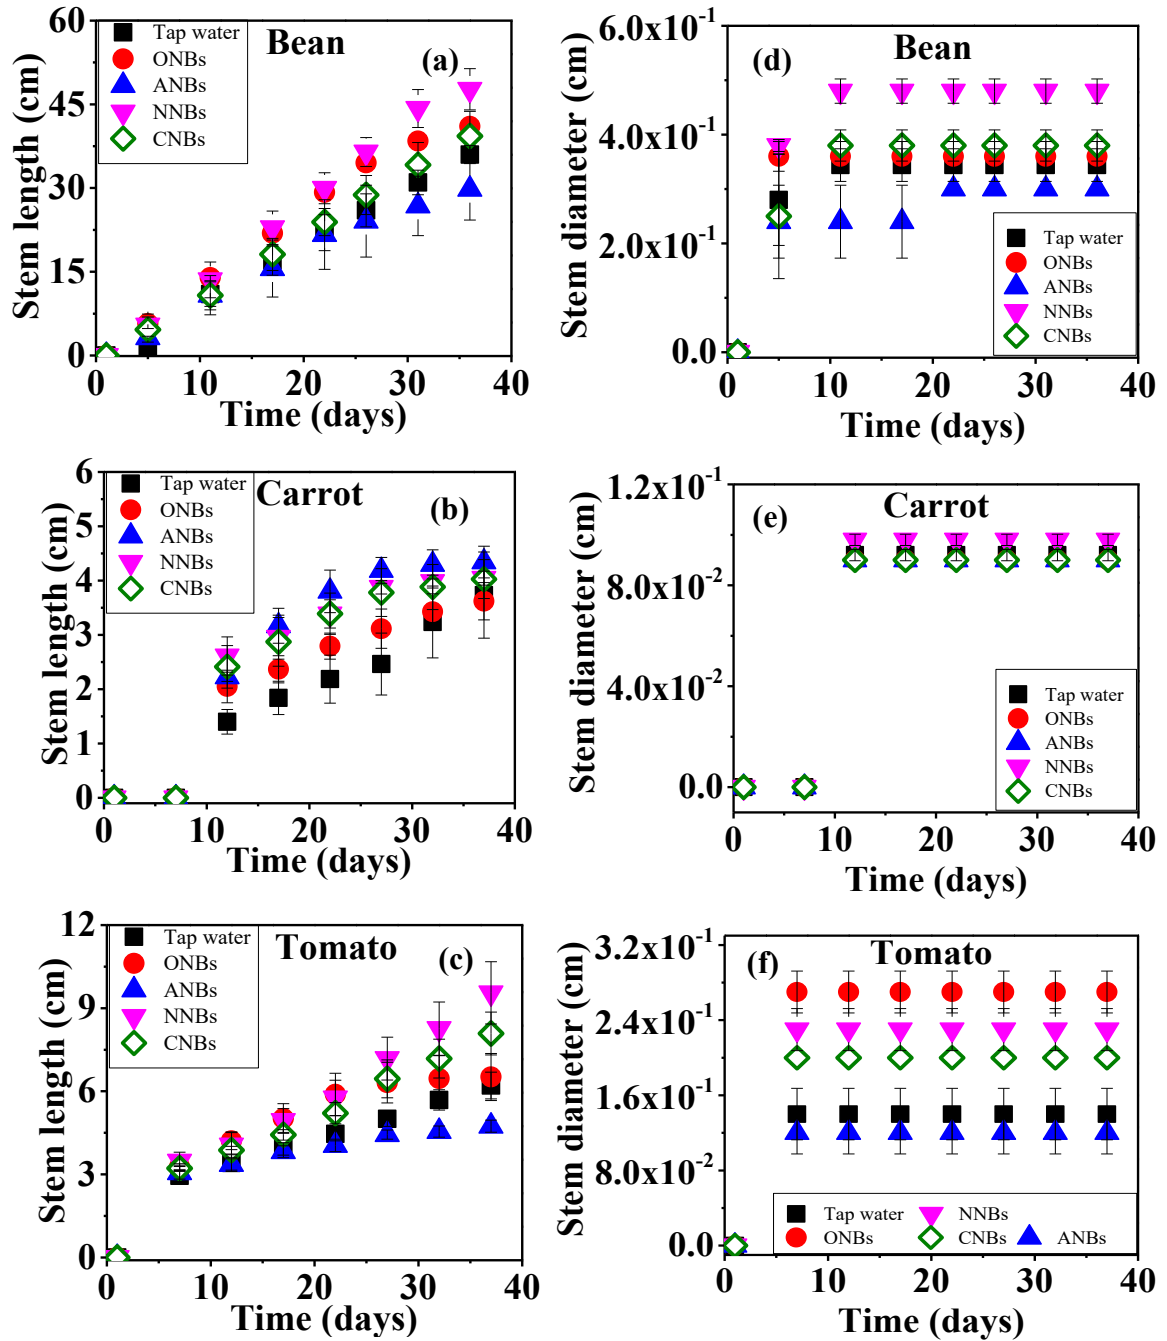 60
45
30
15
0
Stem length (cm)
Tap water
ONBs
ANBs
NNBs
CNBs
Bean
(a)
0 10 20 30 40
Time (days)
6.0x10-1
4.0x10-1
2.0x10-1
0.0
Stem diameter (cm)
(d)
Bean
Tap water
ONBs
ANBs
NNBs
CNBs
0 10 20 30 40
Time (days)
6
5
4
3
2
1
0
Stem length (cm)
Tap water
ONBs
ANBs
NNBs
CNBs
Carrot
(b)
0 10 20 30 40
Time (days)
1.2x10-1
8.0x10-2
4.0x10-2
0.0
Stem diameter (cm)
(e)
Carrot
Tap water
ONBs
ANBs
NNBs
CNBs
0 10 20 30 40
Time (days)
12
9
6
3
0
Stem length (cm)
Tap water
ONBs
ANBs
NNBs
CNBs
Tomato
(c)
0 10 20 30 40
Time (days)
3.2x10-1
2.4x10-1
1.6x10-1
8.0x10-2
0.0
Stem diameter (cm)
(f)
Tomato
Tap water NNBs
ONBs CNBs ANBs
0 10 20 30 40
Time (days)